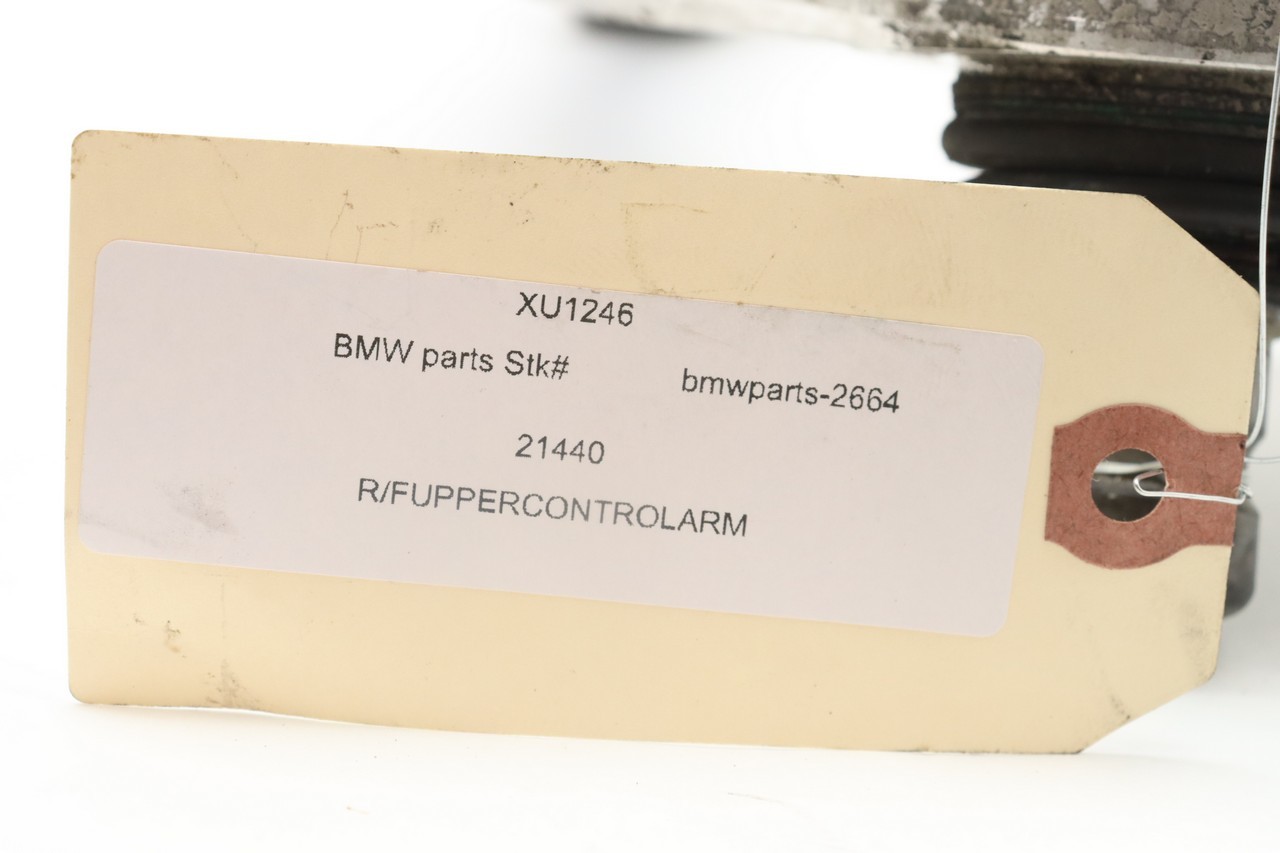 XU1246
BMW parts Stk# bmwparts-2664
21440
R/FUPPERCONTROLARM